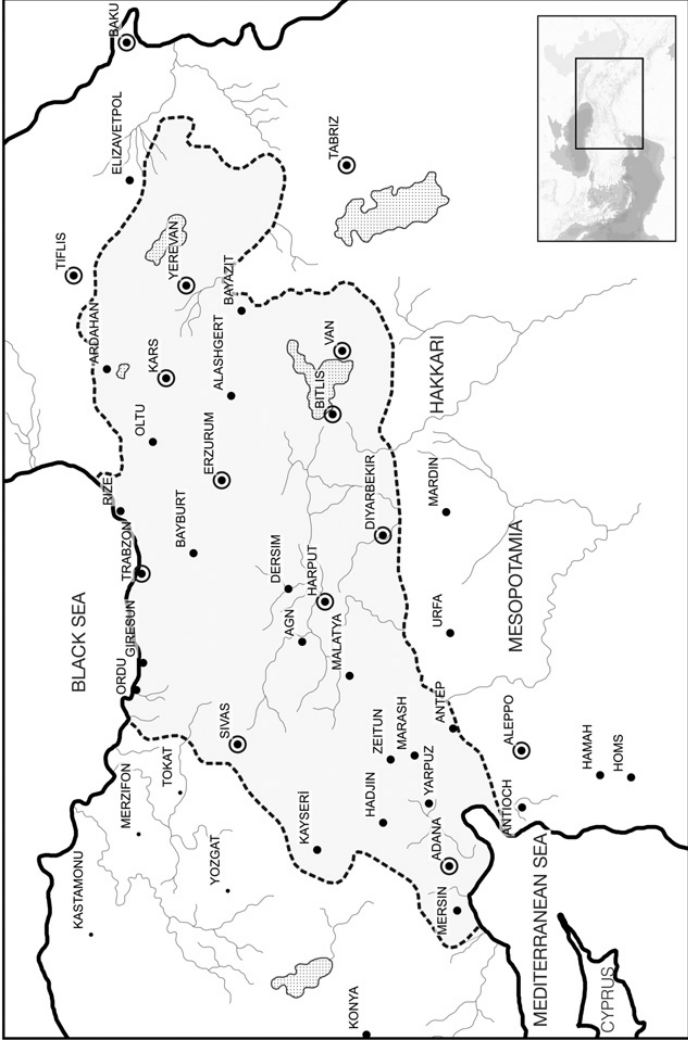 BLACK SEA
KASTAMONU
MERZIFON
TOKAT
YOZGAT
ORDU
GIRESUN
TRABZON
RIZE
TIFLIS
BAKU
ELIZAVETPOL
ARDAHAN
OLTU
KARS
YEREVAN
BAYBURT
ERZURUM
ALASHGERT
BAYAZIT
TABRIZ
SIVAS
KAYSERİ
DERSIM
AGN
HARPUT
MALATYA
BITLIS
VAN
DIYARBEKIR
KONYA
HADJIN
ZEITUN
MARASH
YARPUZ
ADANA
MERSIN
ANTEP
URFA
MARDIN
HAKKARI
MESOPOTAMIA
ALEPPO
ANTIOCH
HAMAH
HOMS
MEDITERRANEAN SEA
CYPRUS